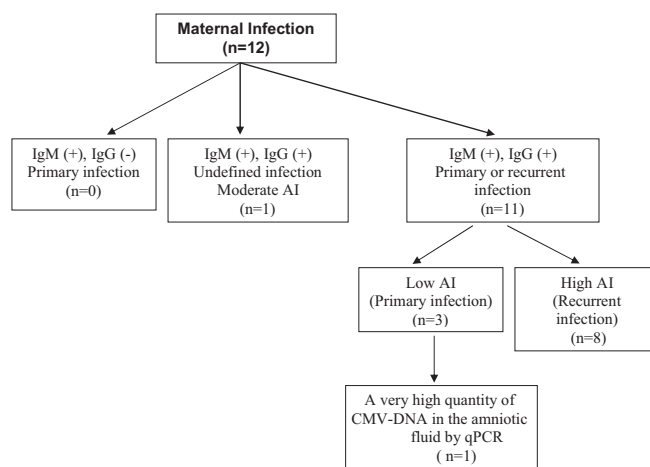 Maternal Infection
(n=12)
IgM (+), IgG (-)
Primary infection
(n=0)
IgM (+), IgG (+)
Undefined infection
Moderate AI
(n=1)
IgM (+), IgG (+)
Primary or recurrent
infection
(n=11)
Low AI
(Primary infection)
(n=3)
High AI
(Recurrent
infection)
(n=8)
A very high quantity of
CMV-DNA in the amniotic
fluid by qPCR
( n=1)